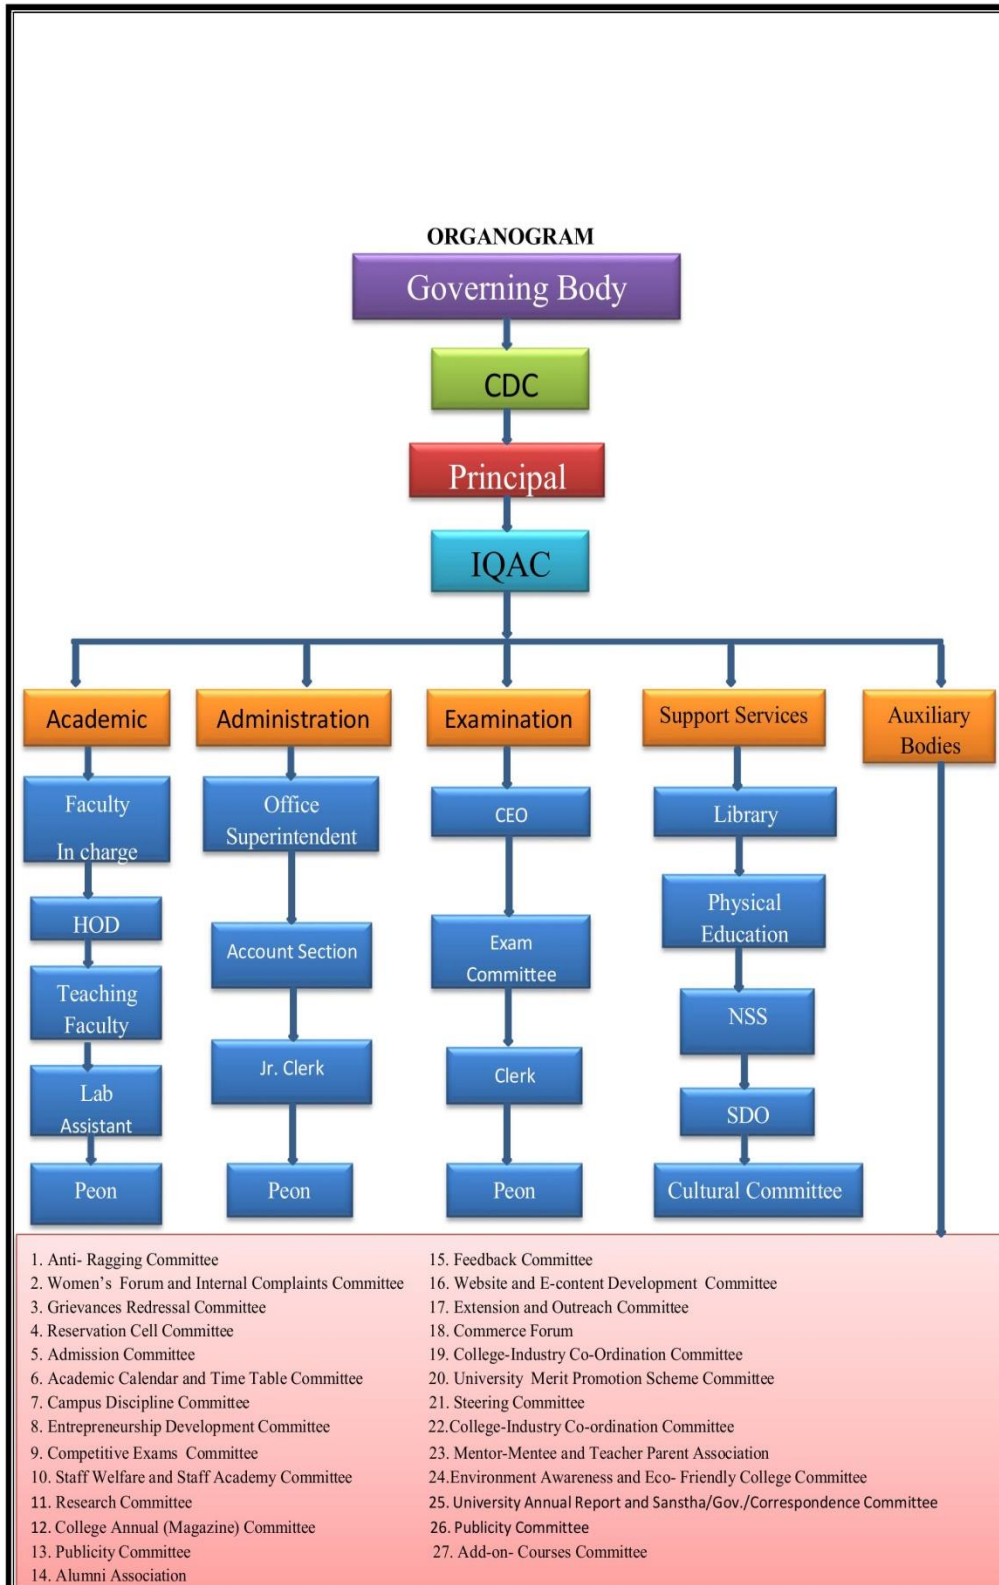 ORGANOGRAM
Governing Body
CDC
Principal
IQAC
Academic
Faculty
In charge
HOD
Teaching
Faculty
Lab
Assistant
Peon
Administration
Office
Superintendent
Account Section
Jr. Clerk
Peon
Examination
CEO
Exam
Committee
Clerk
Peon
Support Services
Library
Physical
Education
NSS
SDO
Cultural Committee
Auxiliary
Bodies
1. Anti- Ragging Committee
2. Women's Forum and Internal Complaints Committee
3. Grievances Redressal Committee
4. Reservation Cell Committee
5. Admission Committee
6. Academic Calendar and Time Table Committee
7. Campus Discipline Committee
8. Entrepreneurship Development Committee
9. Competitive Exams Committee
10. Staff Welfare and Staff Academy Committee
11. Research Committee
12. College Annual (Magazine) Committee
13. Publicity Committee
14. Alumni Association
15. Feedback Committee
16. Website and E-content Development Committee
17. Extension and Outreach Committee
18. Commerce Forum
19. College-Industry Co-Ordination Committee
20. University Merit Promotion Scheme Committee
21. Steering Committee
22.College-Industry Co-ordination Committee
23. Mentor-Mentee and Teacher Parent Association
24.Environment Awareness and Eco- Friendly College Committee
25. University Annual Report and Sanstha/Gov./Correspondence Committee
26. Publicity Committee
27. Add-on- Courses Committee